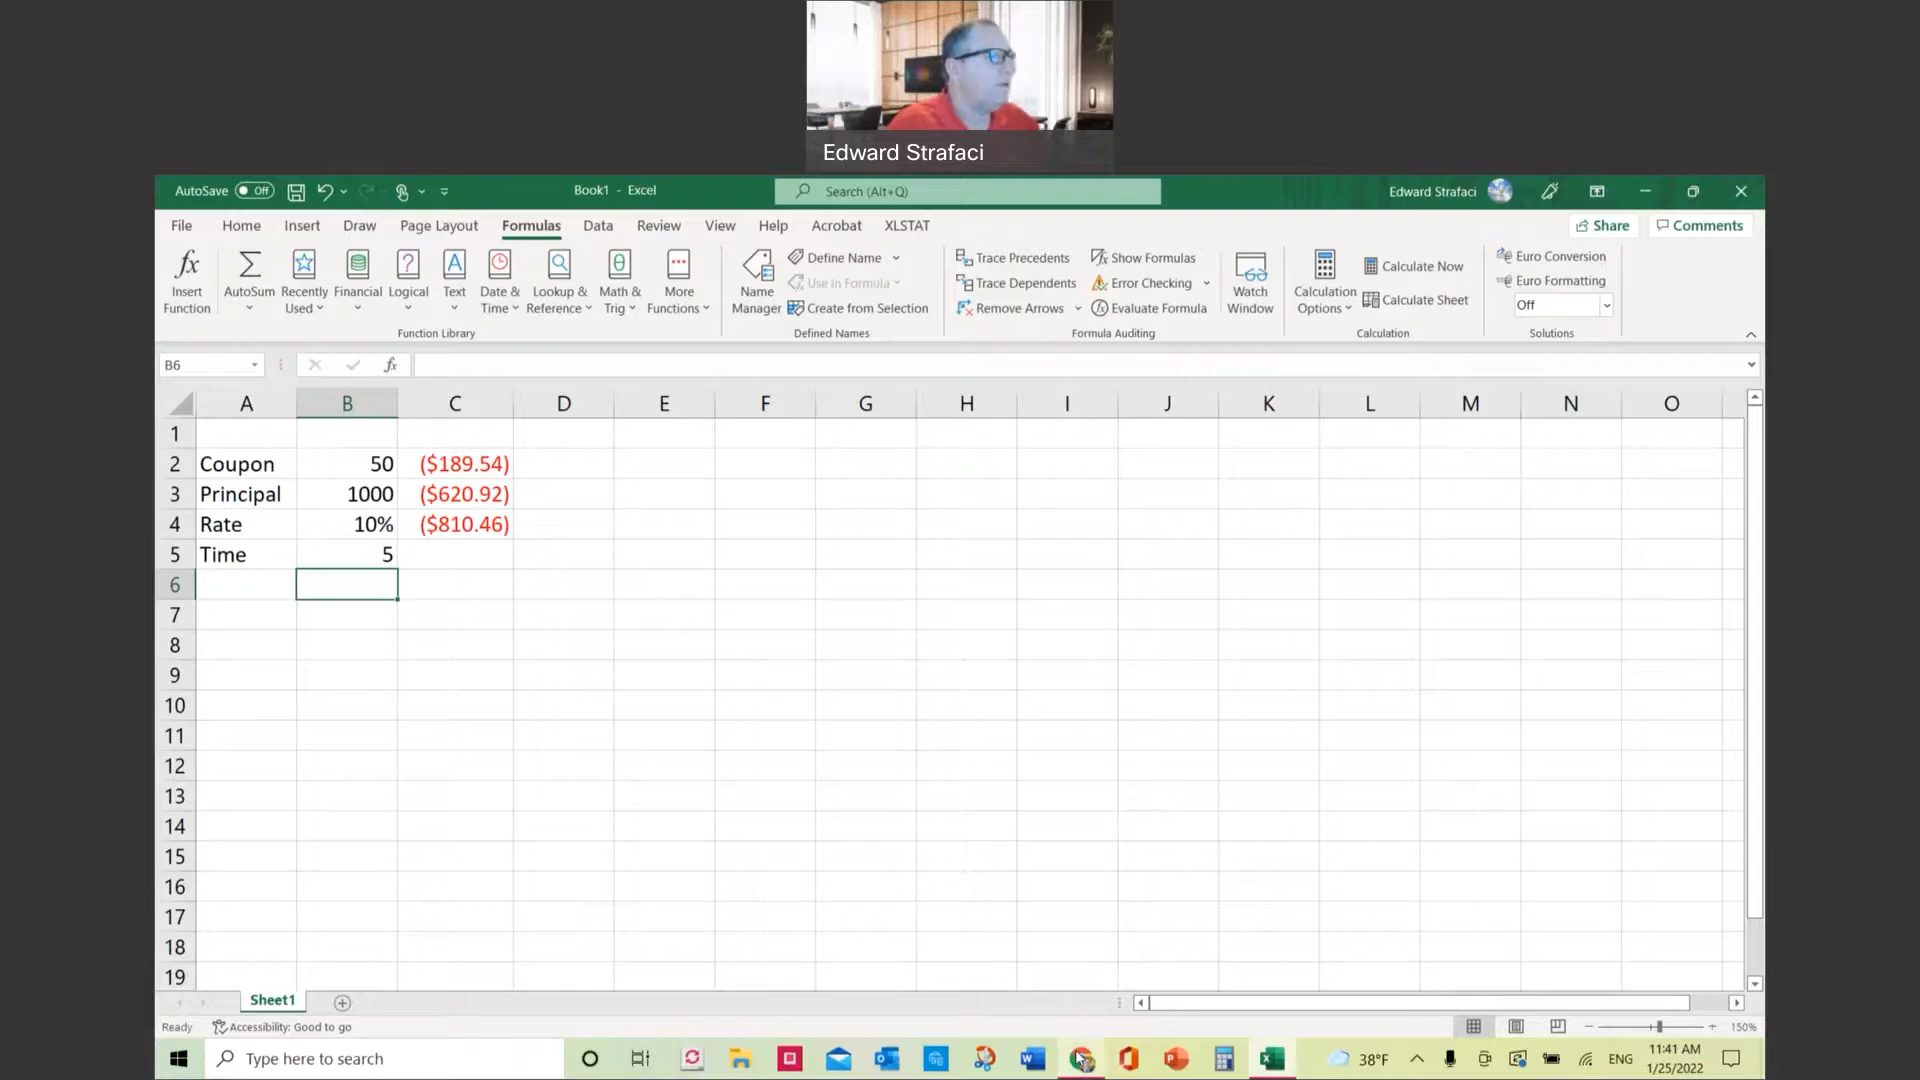 Edward Strafaci
AutoSave Off
Book1 - Excel
Search (Alt+Q)
Edward Strafaci
File Home Insert Draw Page Layout Formulas Data Review View Help Acrobat XLSTAT
Share Comments
Insert Function
AutoSum
Recently Used
Financial
Logical
Text
Date & Time
Lookup & Reference
Math & Trig
More Functions
Function Library
Name Manager
Define Name
Use in Formula
Create from Selection
Defined Names
Trace Precedents
Trace Dependents
Remove Arrows
Show Formulas
Error Checking
Evaluate Formula
Formula Auditing
Watch Window
Calculation Options
Calculate Now
Calculate Sheet
Calculation
Euro Conversion
Euro Formatting
Off
Solutions
B6
fx
A B C D E F G H I J K L M N O
1
2 Coupon 50 ($189.54)
3 Principal 1000 ($620.92)
4 Rate 10% ($810.46)
5 Time 5
6
7
8
9
10
11
12
13
14
15
16
17
18
19
Sheet1
Ready Accessibility: Good to go
150%
Type here to search
38°F
ENG
11:41 AM
1/25/2022